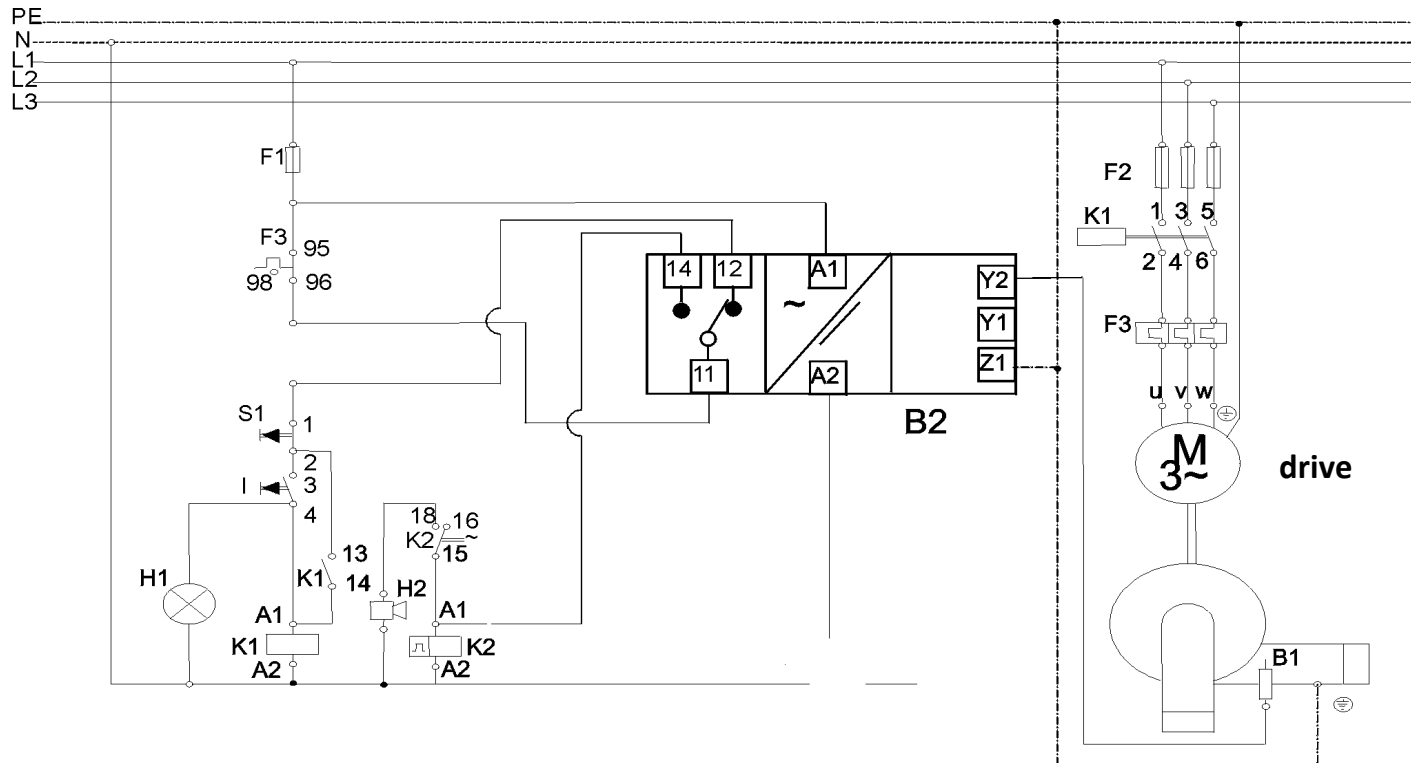 PE
N
L1
L2
L3
F1
F3 95
98 96
S1 1
2
I 3
4
H1
K1 13
14
A1
K1
A2
18 16
K2 ~
15
H2
A1
K2
A2
14 12 A1
~
11 A2
Y2
Y1
Z1
B2
F2
K1 1 3 5
2 4 6
F3
u v w
M
3~
drive
B1